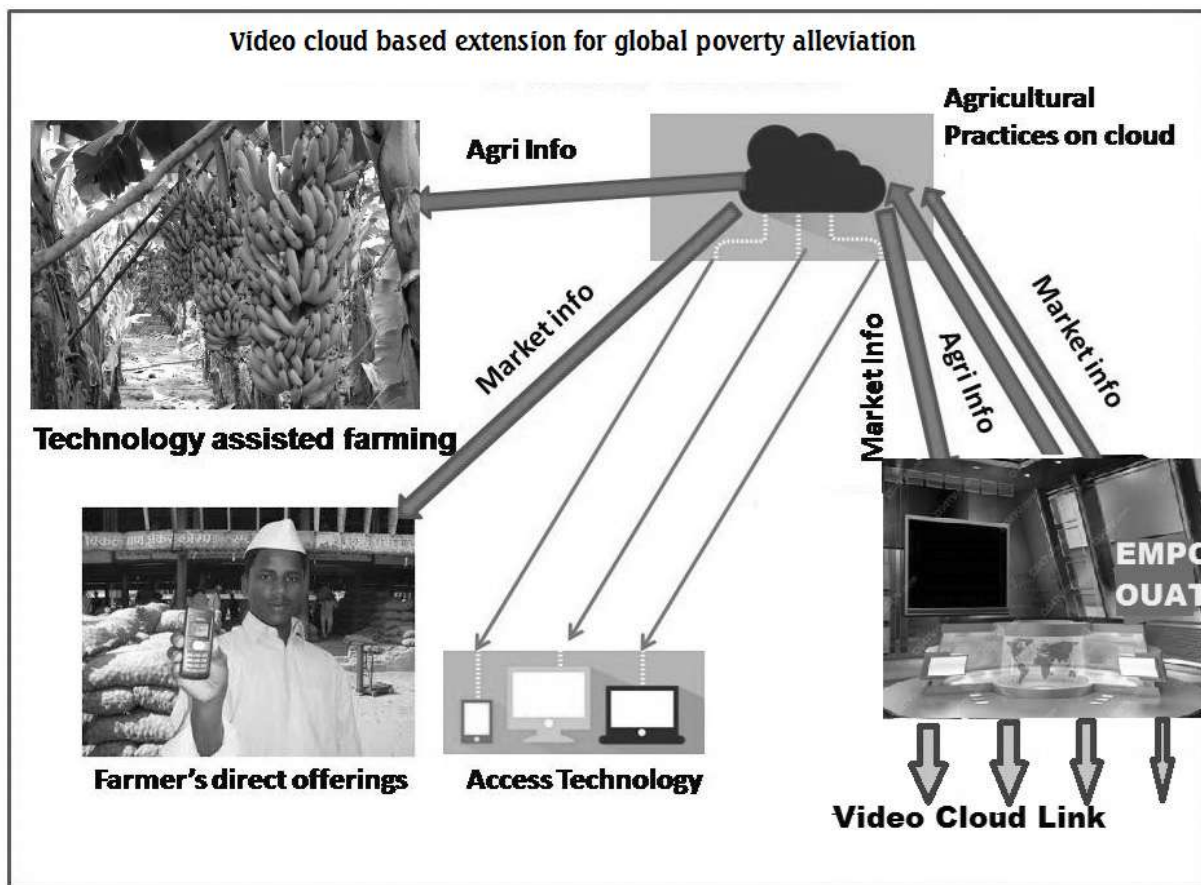 Video cloud based extension for global poverty alleviation
Agricultural
Practices on cloud
Agri Info
Market info
Market Info
Agri Info
Market info
Technology assisted farming
EMPO
OUAT
Farmer's direct offerings
Access Technology
Video Cloud Link